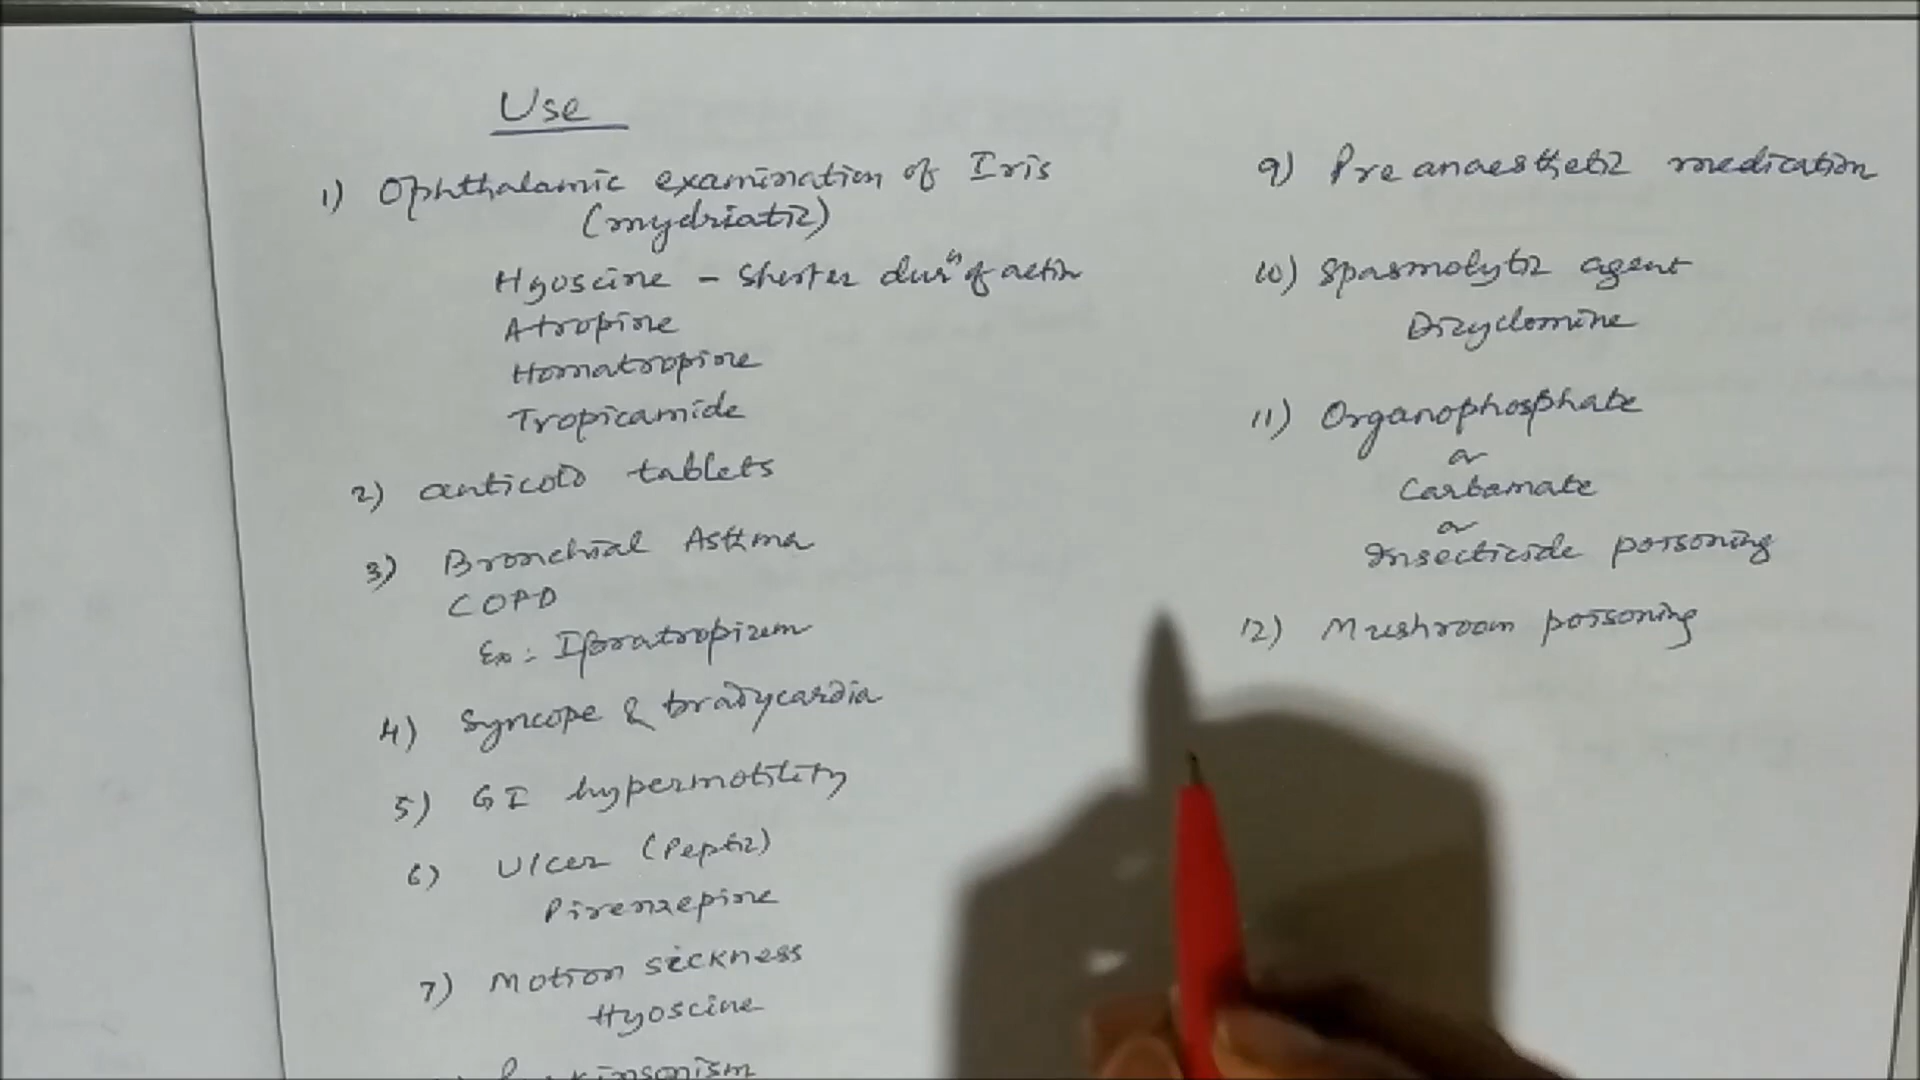 Use
1) Ophthalamic examination of Iris
(mydriatic)
Hyoscine - Shorter durⁿ of action
Atropine
Homatropine
Tropicamide
2) anticold tablets
3) Bronchial Asthma
COPD
Ex: Ipratropium
4) Syncope & bradycardia
5) GI hypermotility
6) Ulcer (Peptic)
Pirenzepine
7) Motion sickness
Hyoscine
Parkinsonism
9) Preanaesthetic medication
10) Spasmolytic agent
Dicyclomine
11) Organophosphate
or
Carbamate
or
Insecticide poisoning
12) Mushroom poisoning